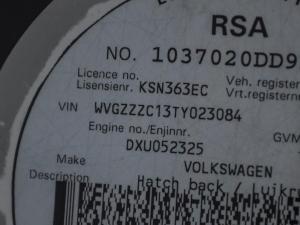 RSA
NO. 1037020DD9
Licence no. Veh. register
Lisensienr. KSN363EC Vrt.registern
VIN WVGZZZC13TY023084
Engine no./Enjinnr. GVM
DXU052325
Make VOLKSWAGEN
Description Hatch back / Luikr